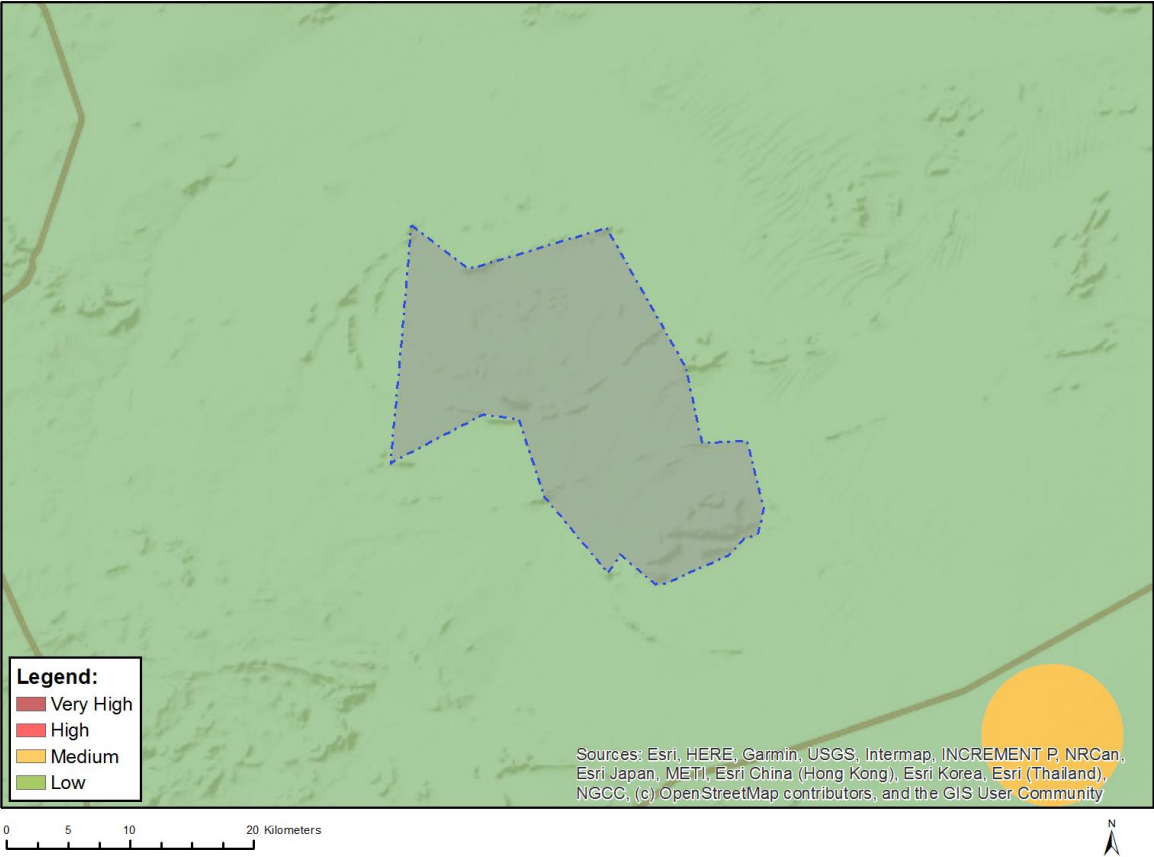 Legend:
Very High
High
Medium
Low
Sources: Esri, HERE, Garmin, USGS, Intermap, INCREMENT P, NRCan,
Esri Japan, METI, Esri China (Hong Kong), Esri Korea, Esri (Thailand),
NGCC, (c) OpenStreetMap contributors, and the GIS User Community
0 5 10 20 Kilometers
N